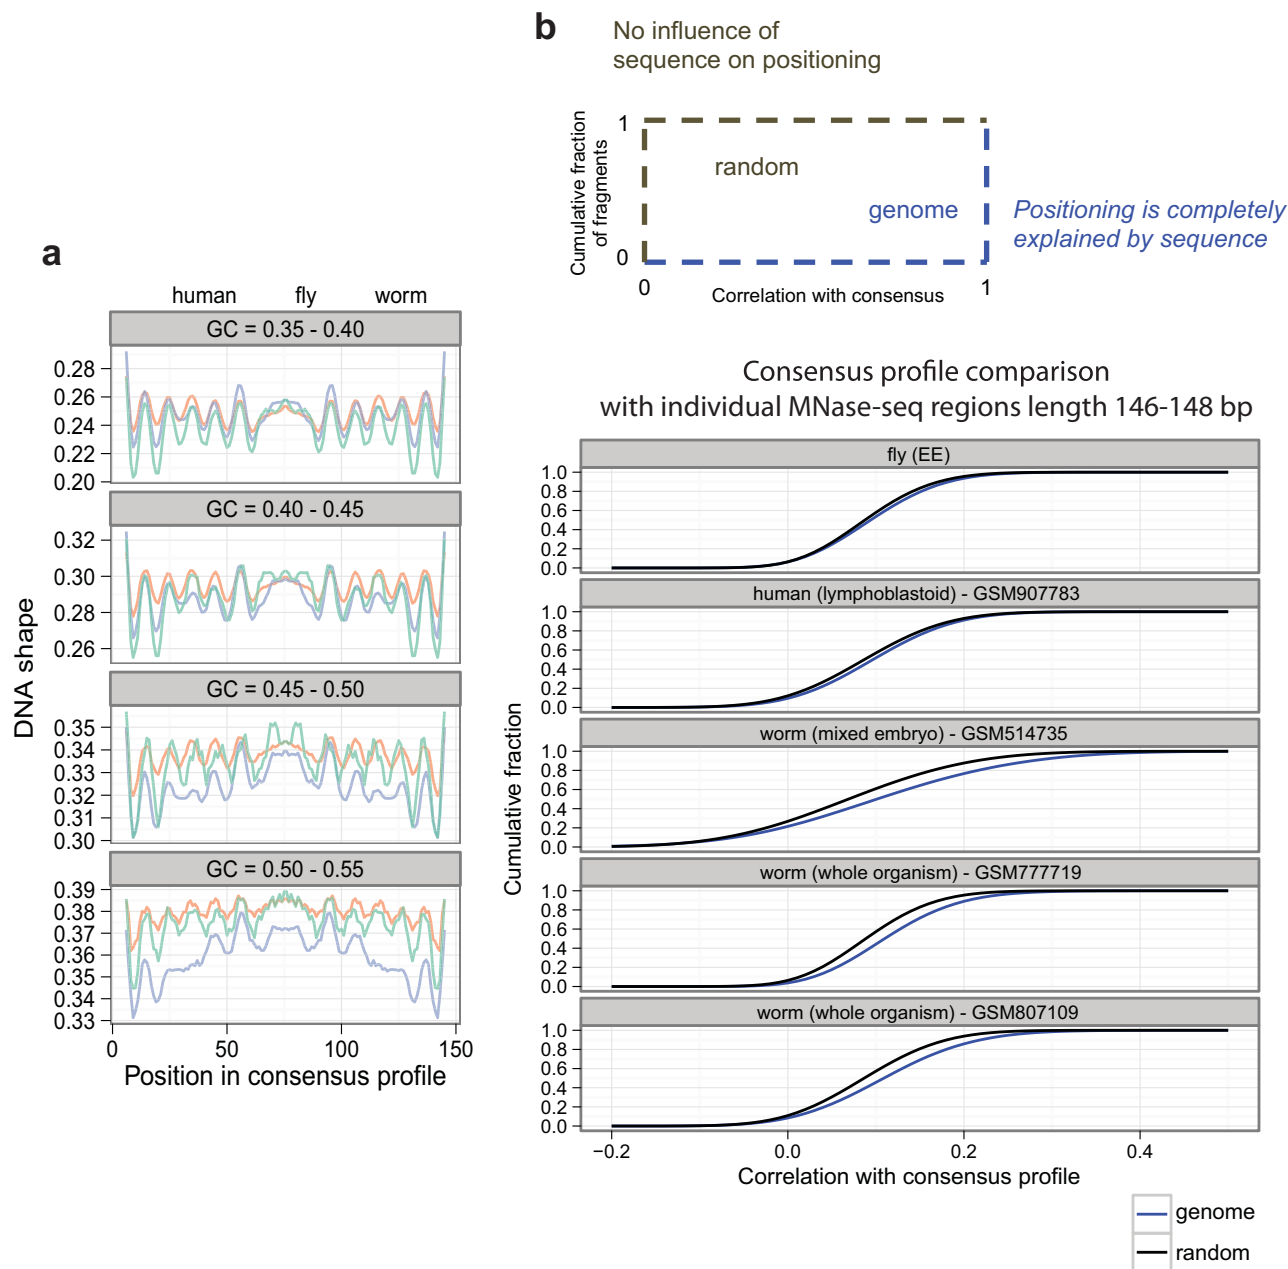 a
human fly worm
GC = 0.35 - 0.40
0.28
0.26
0.24
0.22
0.20
GC = 0.40 - 0.45
0.32
0.30
0.28
0.26
GC = 0.45 - 0.50
0.35
0.34
0.33
0.32
0.31
0.30
GC = 0.50 - 0.55
0.39
0.38
0.37
0.36
0.35
0.34
0.33
0 50 100 150
Position in consensus profile
DNA shape
b
No influence of
sequence on positioning
Cumulative fraction
of fragments
1
0
random
genome
0 1
Correlation with consensus
Positioning is completely
explained by sequence
Consensus profile comparison
with individual MNase-seq regions length 146-148 bp
fly (EE)
1.0
0.8
0.6
0.4
0.2
0.0
human (lymphoblastoid) - GSM907783
1.0
0.8
0.6
0.4
0.2
0.0
worm (mixed embryo) - GSM514735
1.0
0.8
0.6
0.4
0.2
0.0
worm (whole organism) - GSM777719
1.0
0.8
0.6
0.4
0.2
0.0
worm (whole organism) - GSM807109
1.0
0.8
0.6
0.4
0.2
0.0
−0.2 0.0 0.2 0.4
Correlation with consensus profile
Cumulative fraction
genome
random